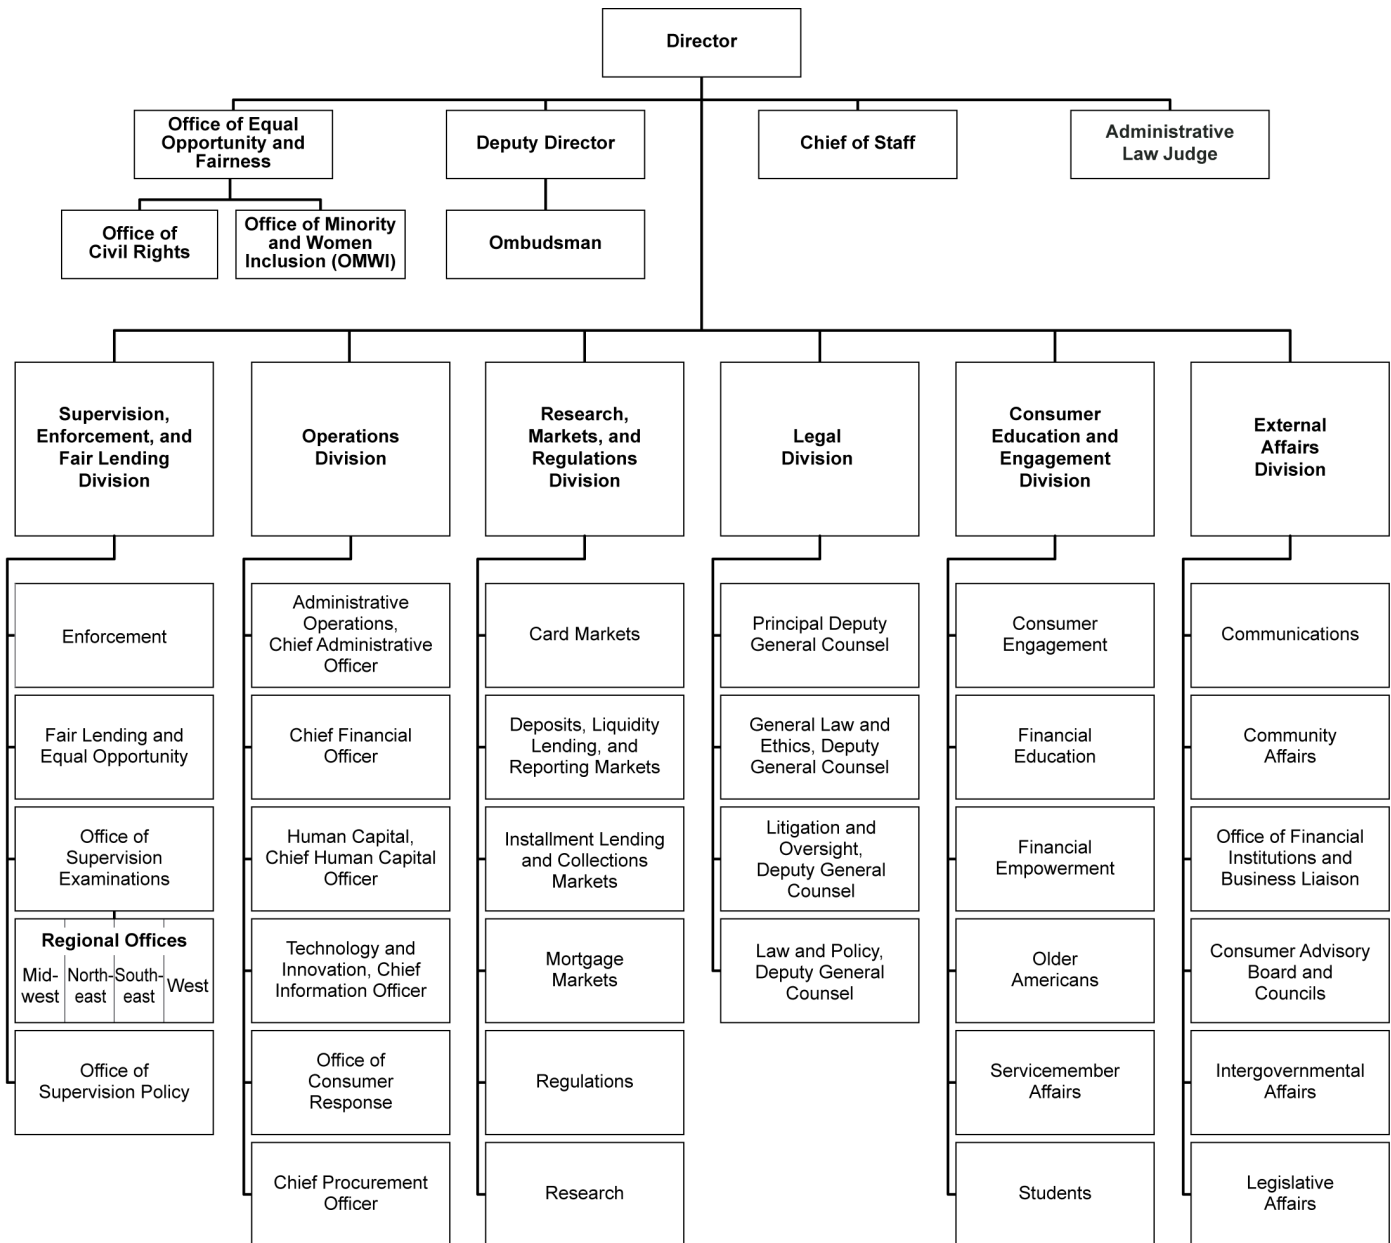 Director
Office of Equal
Opportunity and
Fairness
Deputy Director
Chief of Staff
Administrative
Law Judge
Office of
Civil Rights
Office of Minority
and Women
Inclusion (OMWI)
Ombudsman
Supervision,
Enforcement, and
Fair Lending
Division
Operations
Division
Research,
Markets, and
Regulations
Division
Legal
Division
Consumer
Education and
Engagement
Division
External
Affairs
Division
Enforcement
Fair Lending and
Equal Opportunity
Office of
Supervision
Examinations
Regional Offices
Mid-
west
North-
east
South-
east
West
Office of
Supervision Policy
Administrative
Operations,
Chief Administrative
Officer
Chief Financial
Officer
Human Capital,
Chief Human Capital
Officer
Technology and
Innovation, Chief
Information Officer
Office of
Consumer
Response
Chief Procurement
Officer
Card Markets
Deposits, Liquidity
Lending, and
Reporting Markets
Installment Lending
and Collections
Markets
Mortgage
Markets
Regulations
Research
Principal Deputy
General Counsel
General Law and
Ethics, Deputy
General Counsel
Litigation and
Oversight,
Deputy General
Counsel
Law and Policy,
Deputy General
Counsel
Consumer
Engagement
Financial
Education
Financial
Empowerment
Older
Americans
Servicemember
Affairs
Students
Communications
Community
Affairs
Office of Financial
Institutions and
Business Liaison
Consumer Advisory
Board and
Councils
Intergovernmental
Affairs
Legislative
Affairs